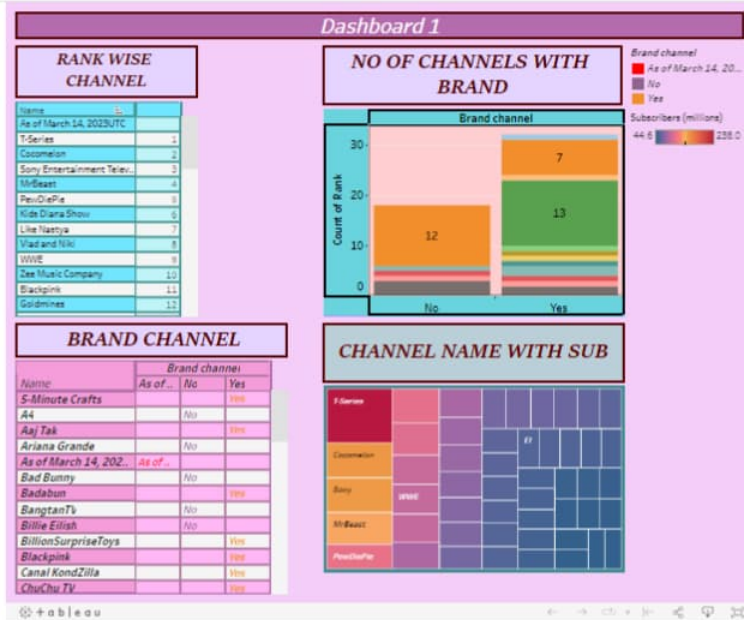 Dashboard 1
RANK WISE
CHANNEL
Name
As of March 14, 2023UTC
T-Series 1
Cocomelon 2
Sony Entertainment Telev.. 3
MrBeast 4
PewDiePie 5
Kids Diana Show 6
Like Nastya 7
Vlad and Niki 8
WWE 9
Zee Music Company 10
Blackpink 11
Goldmines 12
NO OF CHANNELS WITH
BRAND
Brand channel
Count of Rank
30
20
10
0
12
7
13
No
Yes
Brand channel
As of March 14, 20...
No
Yes
Subscribers (millions)
44.6 238.0
BRAND CHANNEL
Brand channel
Name As of .. No Yes
5-Minute Crafts Yes
A4 No
Aaj Tak Yes
Ariana Grande No
As of March 14, 202.. As of ..
Bad Bunny No
Badabun Yes
BangtanTV No
Billie Eilish No
BillionSurpriseToys Yes
Blackpink Yes
Canal KondZilla Yes
ChuChu TV Yes
CHANNEL NAME WITH SUB
T-Series
Cocomelon
Sony
MrBeast
PewDiePie
WWE
El
+ableau